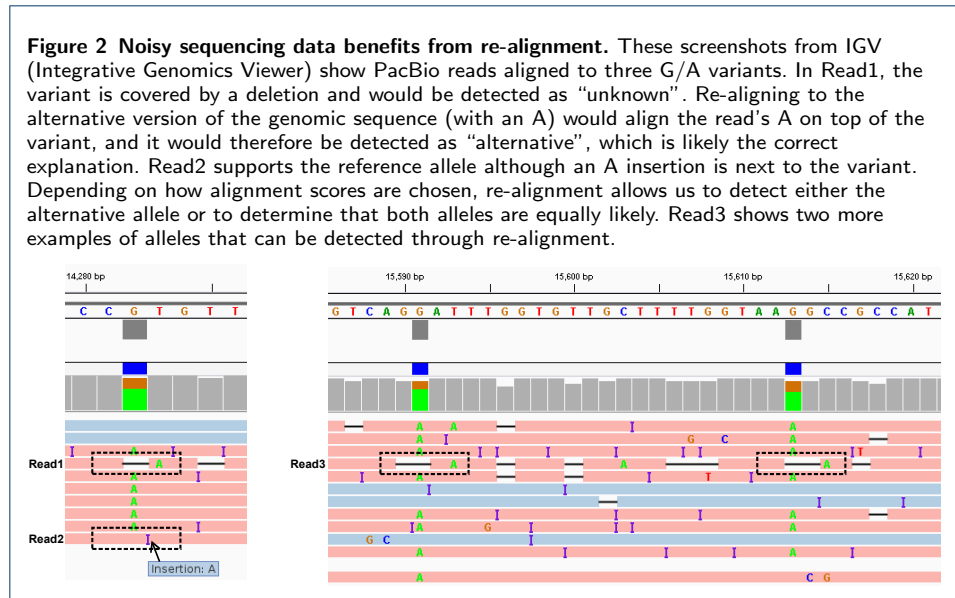 Figure 2 Noisy sequencing data benefits from re-alignment. These screenshots from IGV
(Integrative Genomics Viewer) show PacBio reads aligned to three G/A variants. In Read1, the
variant is covered by a deletion and would be detected as “unknown”. Re-aligning to the
alternative version of the genomic sequence (with an A) would align the read's A on top of the
variant, and it would therefore be detected as “alternative”, which is likely the correct
explanation. Read2 supports the reference allele although an A insertion is next to the variant.
Depending on how alignment scores are chosen, re-alignment allows us to detect either the
alternative allele or to determine that both alleles are equally likely. Read3 shows two more
examples of alleles that can be detected through re-alignment.
14,280 bp 15,590 bp 15,600 bp 15,610 bp 15,620 bp
C C G T G T T G T C A G G A T T T G G T G T T G C T T T T G G T A A G G C C G C C A T
A A I A
A I G C A
I A I I A I I I I I A I T I
Read1 A Read3 A A A
A I I A I T I A
A I I
A I I
A A I I I A
A I I A G I I I A
Read2 I G C I
A I I I A I
Insertion: A
A C G